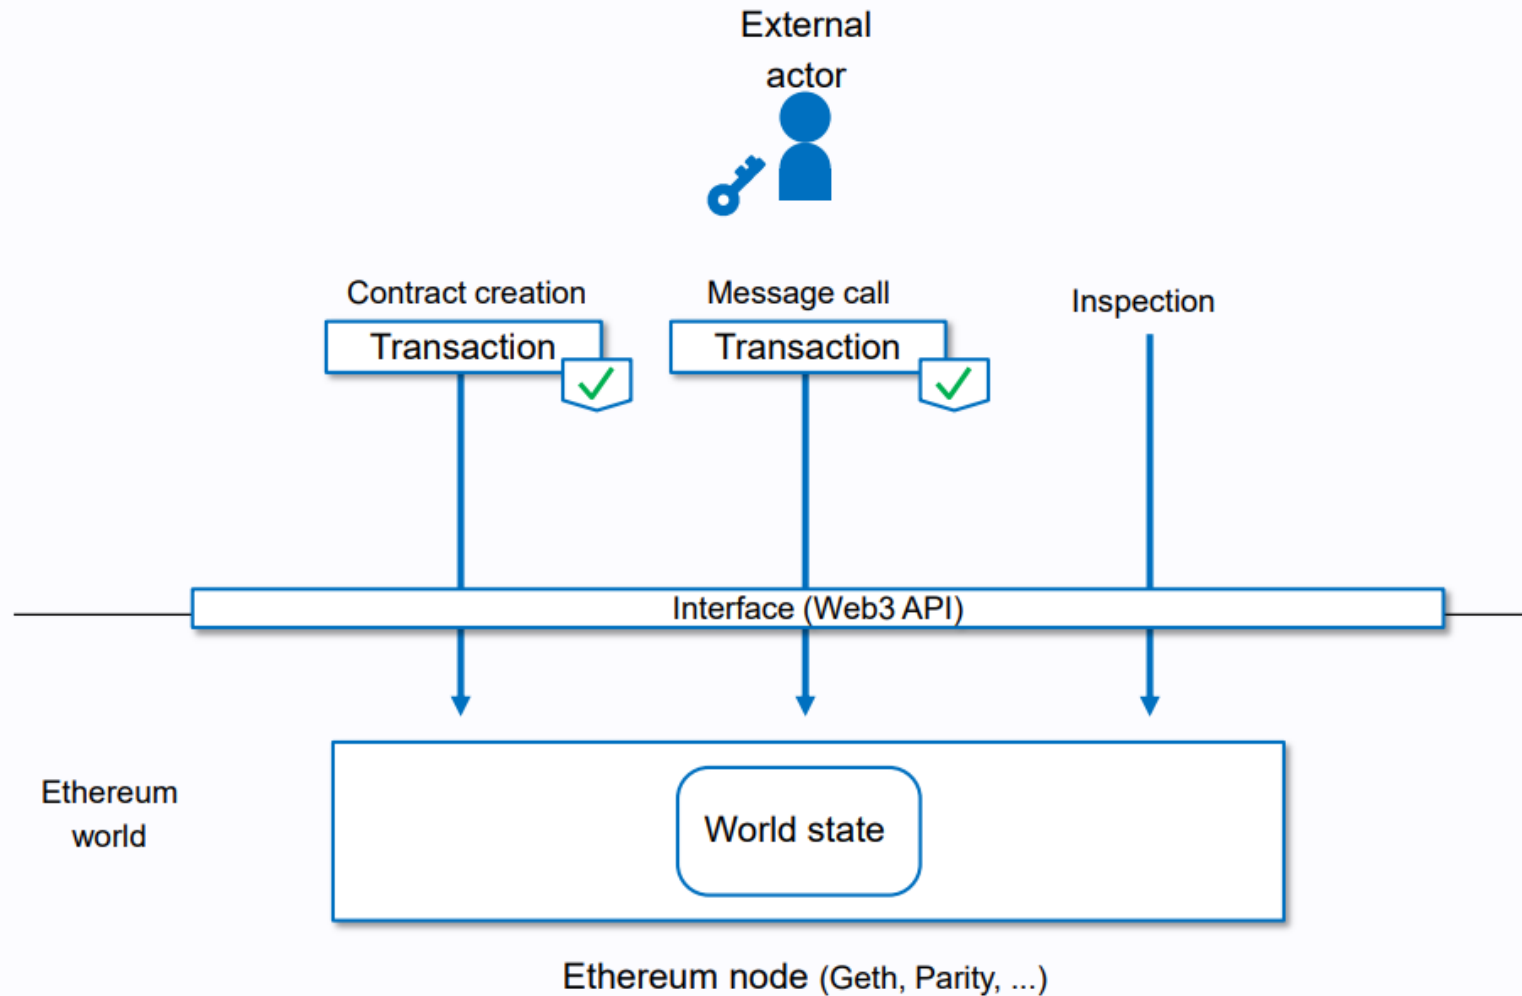 External
actor
Contract creation
Message call
Inspection
Transaction
Transaction
Interface (Web3 API)
Ethereum
world
World state
Ethereum node (Geth, Parity, ...)